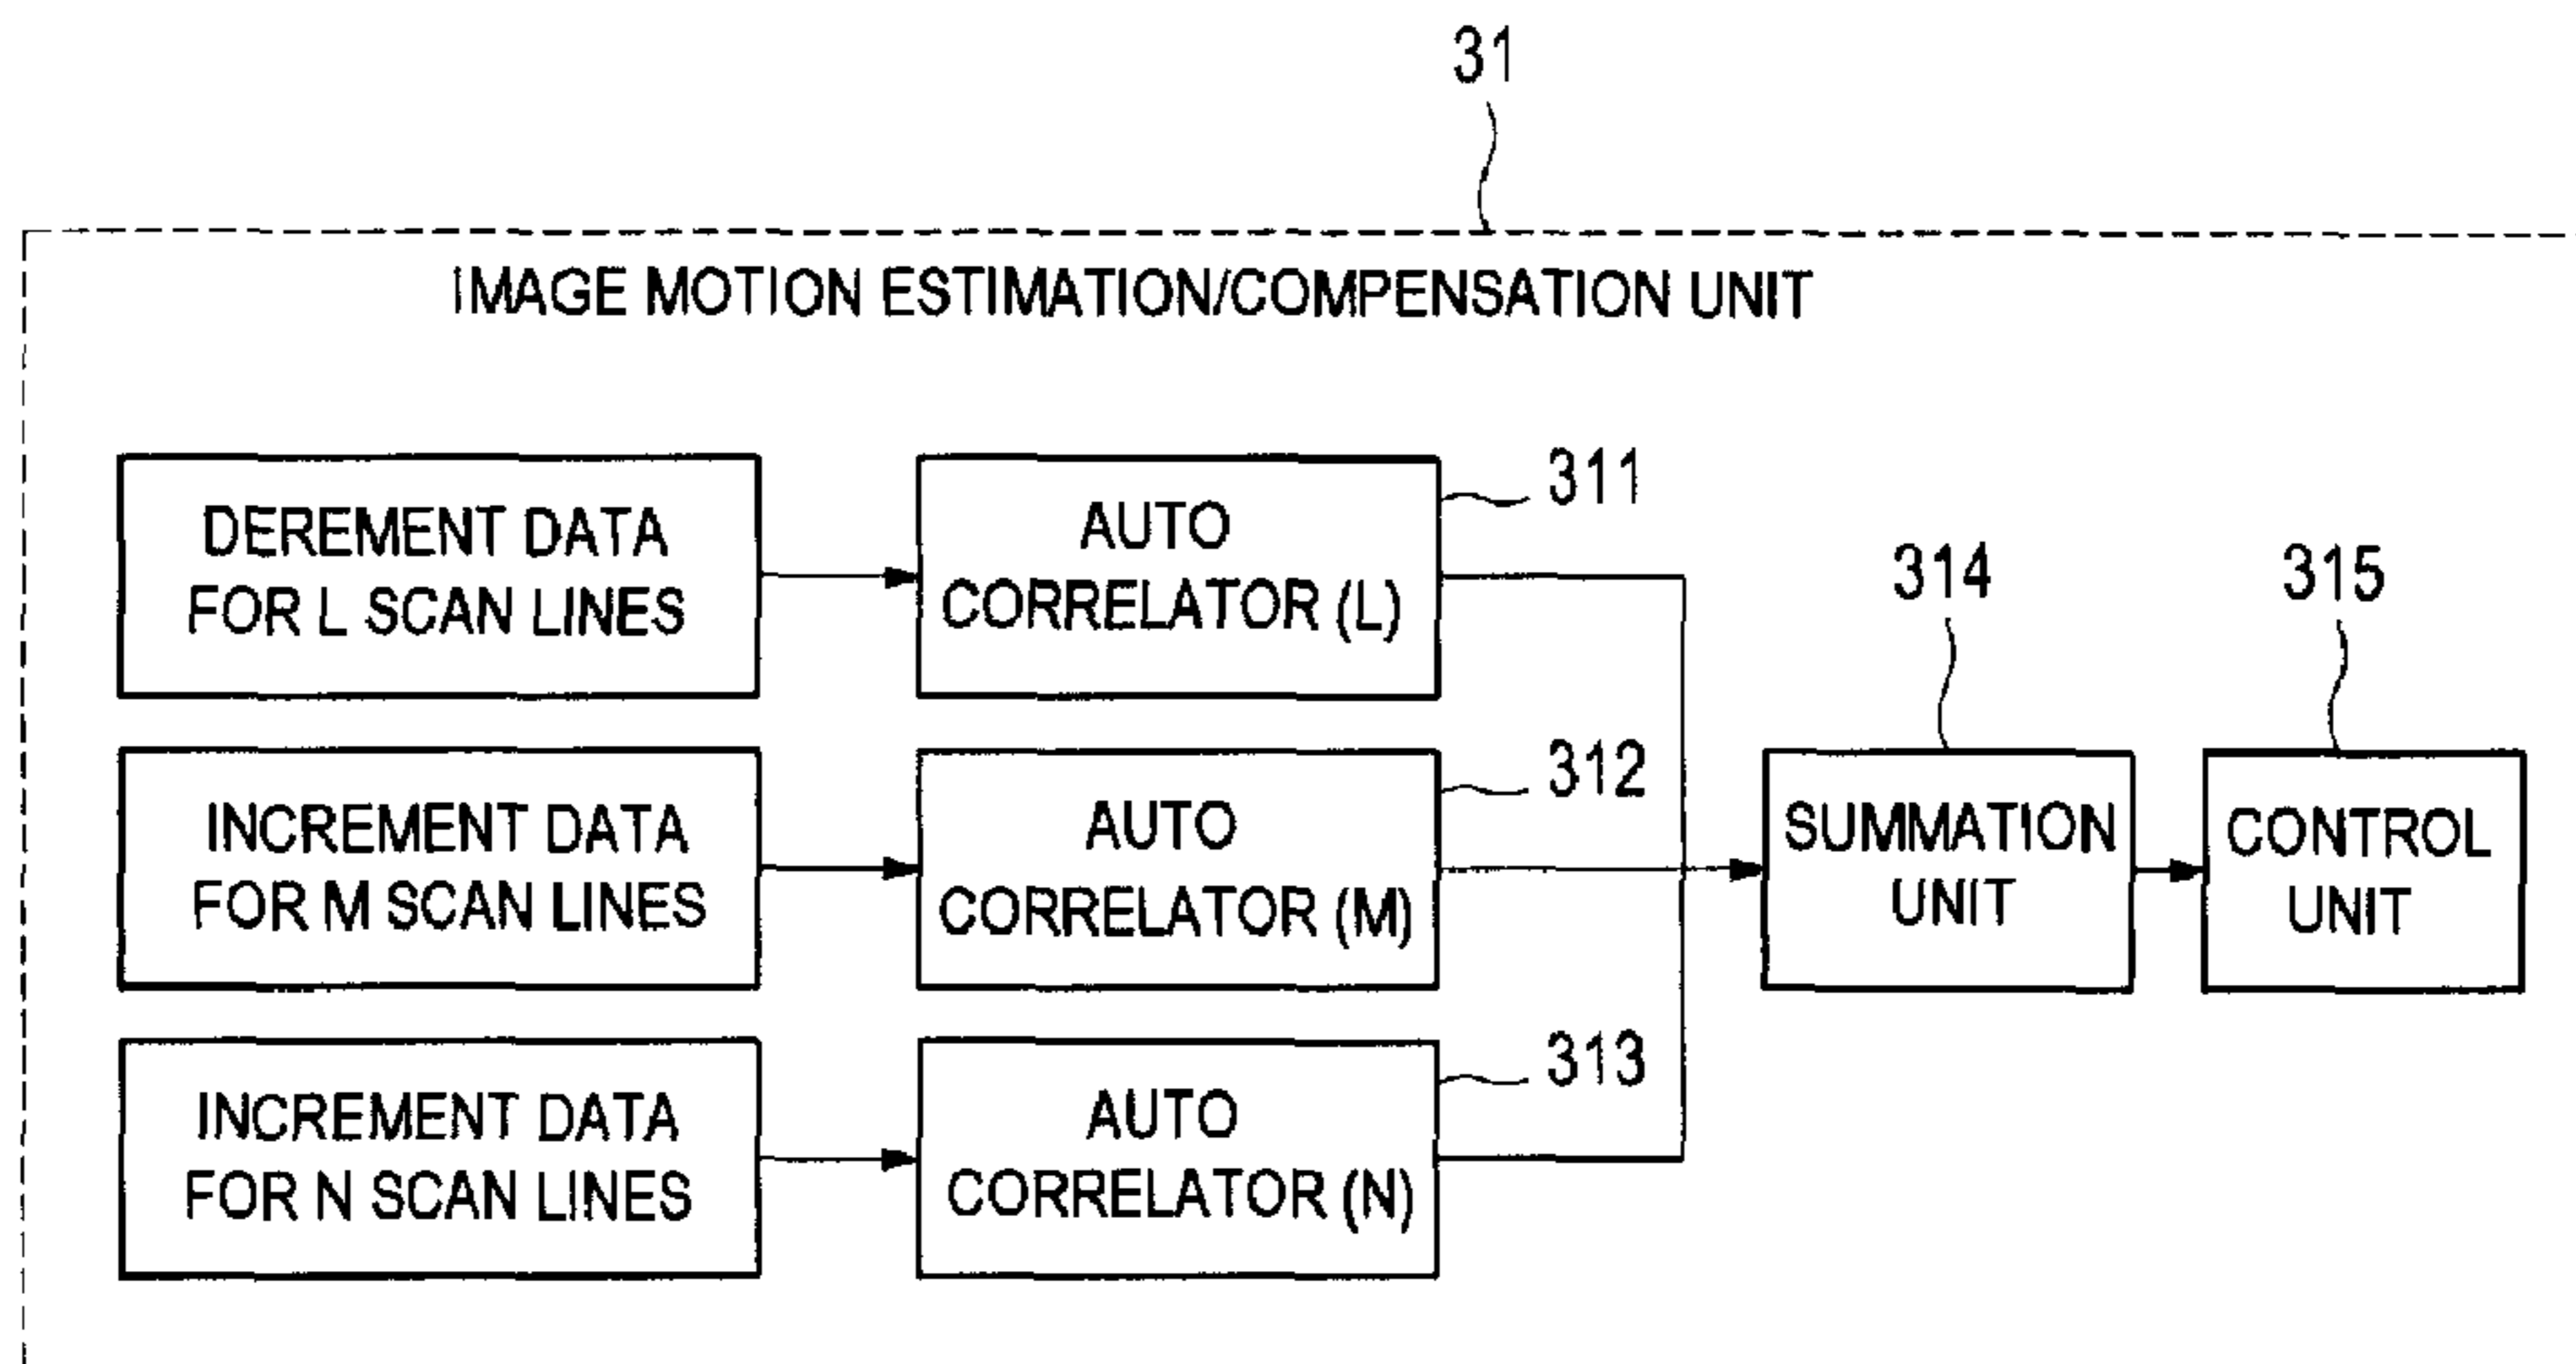 31
IMAGE MOTION ESTIMATION/COMPENSATION UNIT
DEREMENT DATA
FOR L SCAN LINES
AUTO
CORRELATOR (L)
311
INCREMENT DATA
FOR M SCAN LINES
AUTO
CORRELATOR (M)
312
INCREMENT DATA
FOR N SCAN LINES
AUTO
CORRELATOR (N)
313
314
SUMMATION
UNIT
315
CONTROL
UNIT